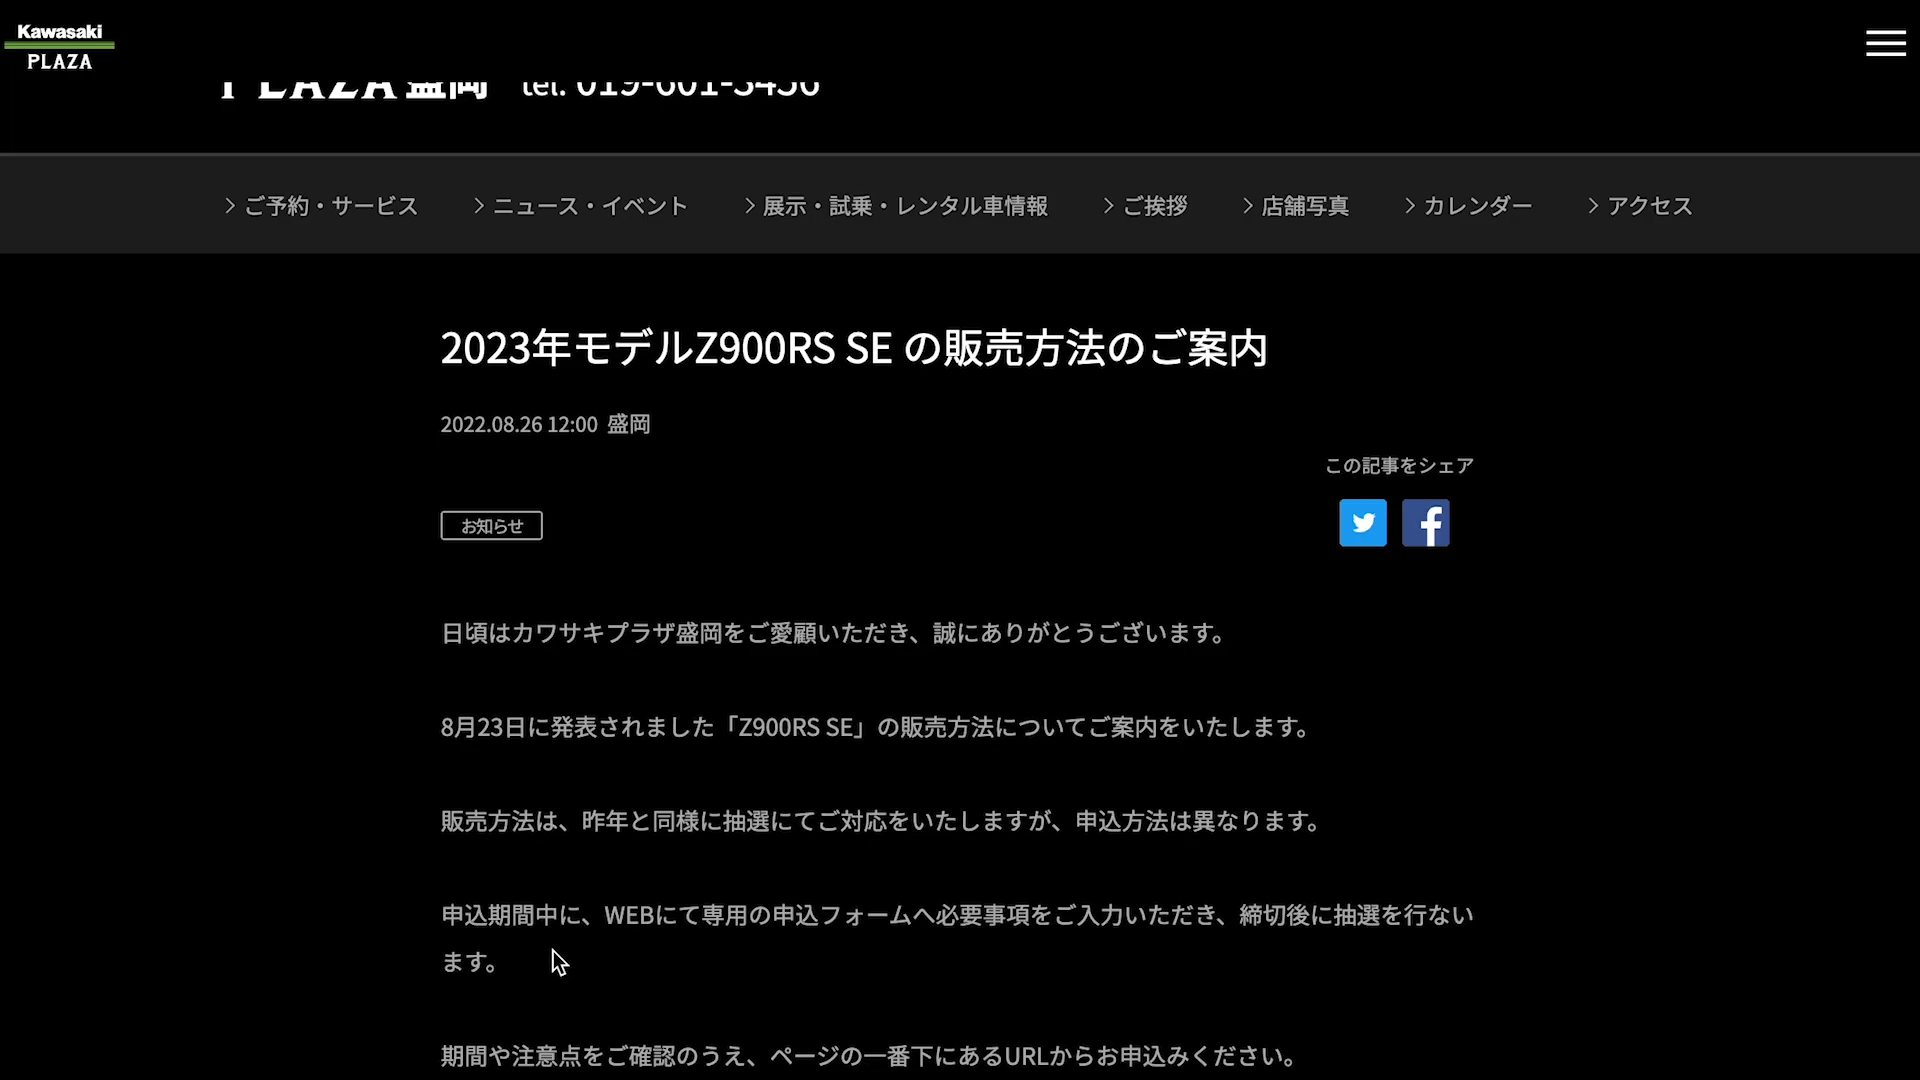 Kawasaki
PLAZA
PLAZA 盛岡 tel. 019-601-3456
ご予約・サービス ニュース・イベント 展示・試乗・レンタル車情報 ご挨拶 店舗写真 カレンダー アクセス
2023年モデルZ900RS SE の販売方法のご案内
2022.08.26 12:00 盛岡
この記事をシェア
お知らせ
日頃はカワサキプラザ盛岡をご愛顧いただき、誠にありがとうございます。
8月23日に発表されました「Z900RS SE」の販売方法についてご案内をいたします。
販売方法は、昨年と同様に抽選にてご対応をいたしますが、申込方法は異なります。
申込期間中に、WEBにて専用の申込フォームへ必要事項をご入力いただき、締切後に抽選を行ない
ます。
期間や注意点をご確認のうえ、ページの一番下にあるURLからお申込みください。